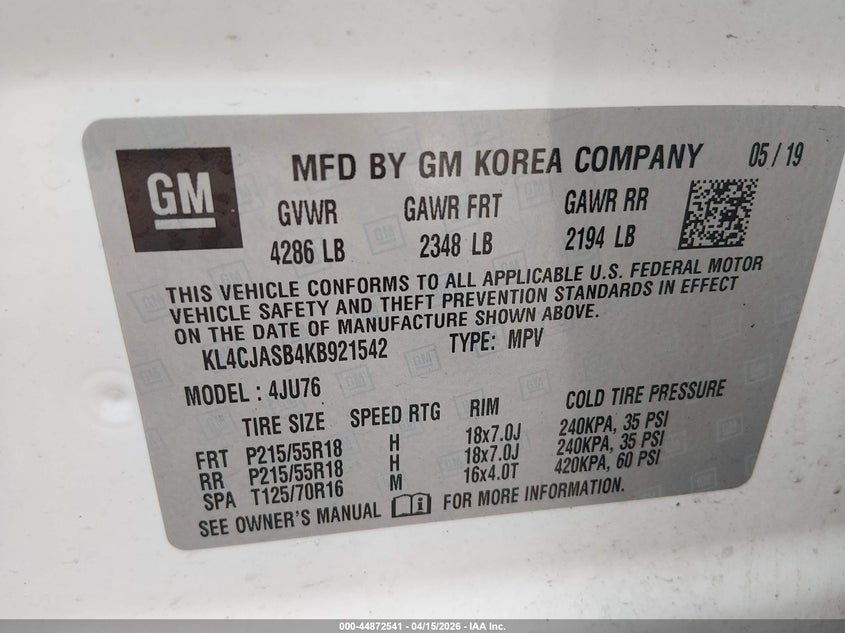 GM
MFD BY GM KOREA COMPANY 05/19
GVWR GAWR FRT GAWR RR
4286 LB 2348 LB 2194 LB
THIS VEHICLE CONFORMS TO ALL APPLICABLE U.S. FEDERAL MOTOR
VEHICLE SAFETY AND THEFT PREVENTION STANDARDS IN EFFECT
ON THE DATE OF MANUFACTURE SHOWN ABOVE.
KL4CJASB4KB921542 TYPE: MPV
MODEL : 4JU76
TIRE SIZE SPEED RTG RIM COLD TIRE PRESSURE
FRT P215/55R18 H 18x7.0J 240KPA, 35 PSI
RR P215/55R18 H 18x7.0J 240KPA, 35 PSI
SPA T125/70R16 M 16x4.0T 420KPA, 60 PSI
SEE OWNER'S MANUAL i FOR MORE INFORMATION.
000-44872541 - 04/15/2026 - IAA Inc.